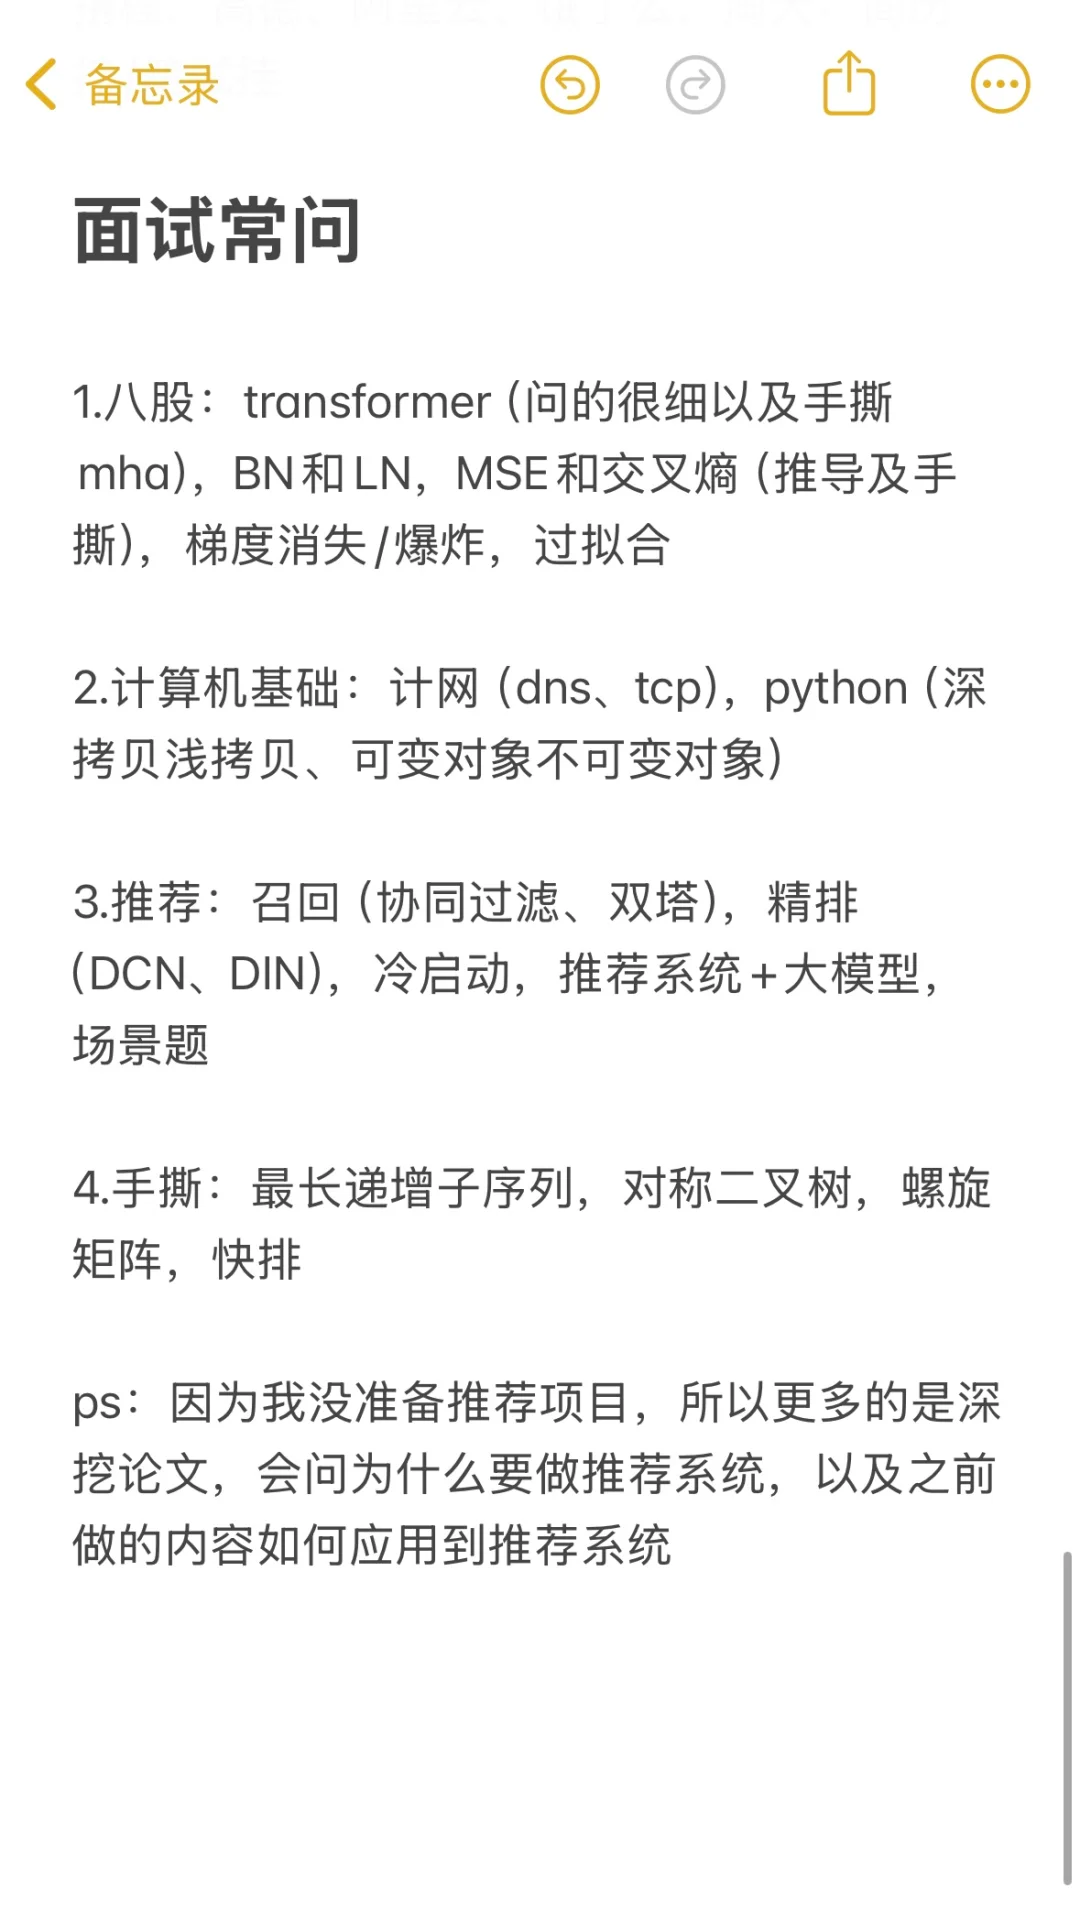 备忘录
面试常问
1.八股：transformer（问的很细以及手撕
mha），BN和LN，MSE和交叉熵（推导及手
撕），梯度消失/爆炸，过拟合
2.计算机基础：计网（dns、tcp），python（深
拷贝浅拷贝、可变对象不可变对象）
3.推荐：召回（协同过滤、双塔），精排
（DCN、DIN），冷启动，推荐系统+大模型，
场景题
4.手撕：最长递增子序列，对称二叉树，螺旋
矩阵，快排
ps：因为我没准备推荐项目，所以更多的是深
挖论文，会问为什么要做推荐系统，以及之前
做的内容如何应用到推荐系统